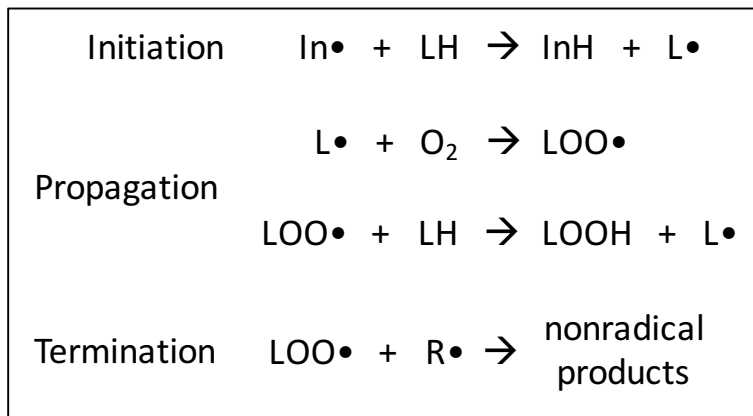 Initiation In● + LH → InH + L●
L● + O₂ → LOO●
Propagation
LOO● + LH → LOOH + L●
Termination LOO● + R● → nonradical
products